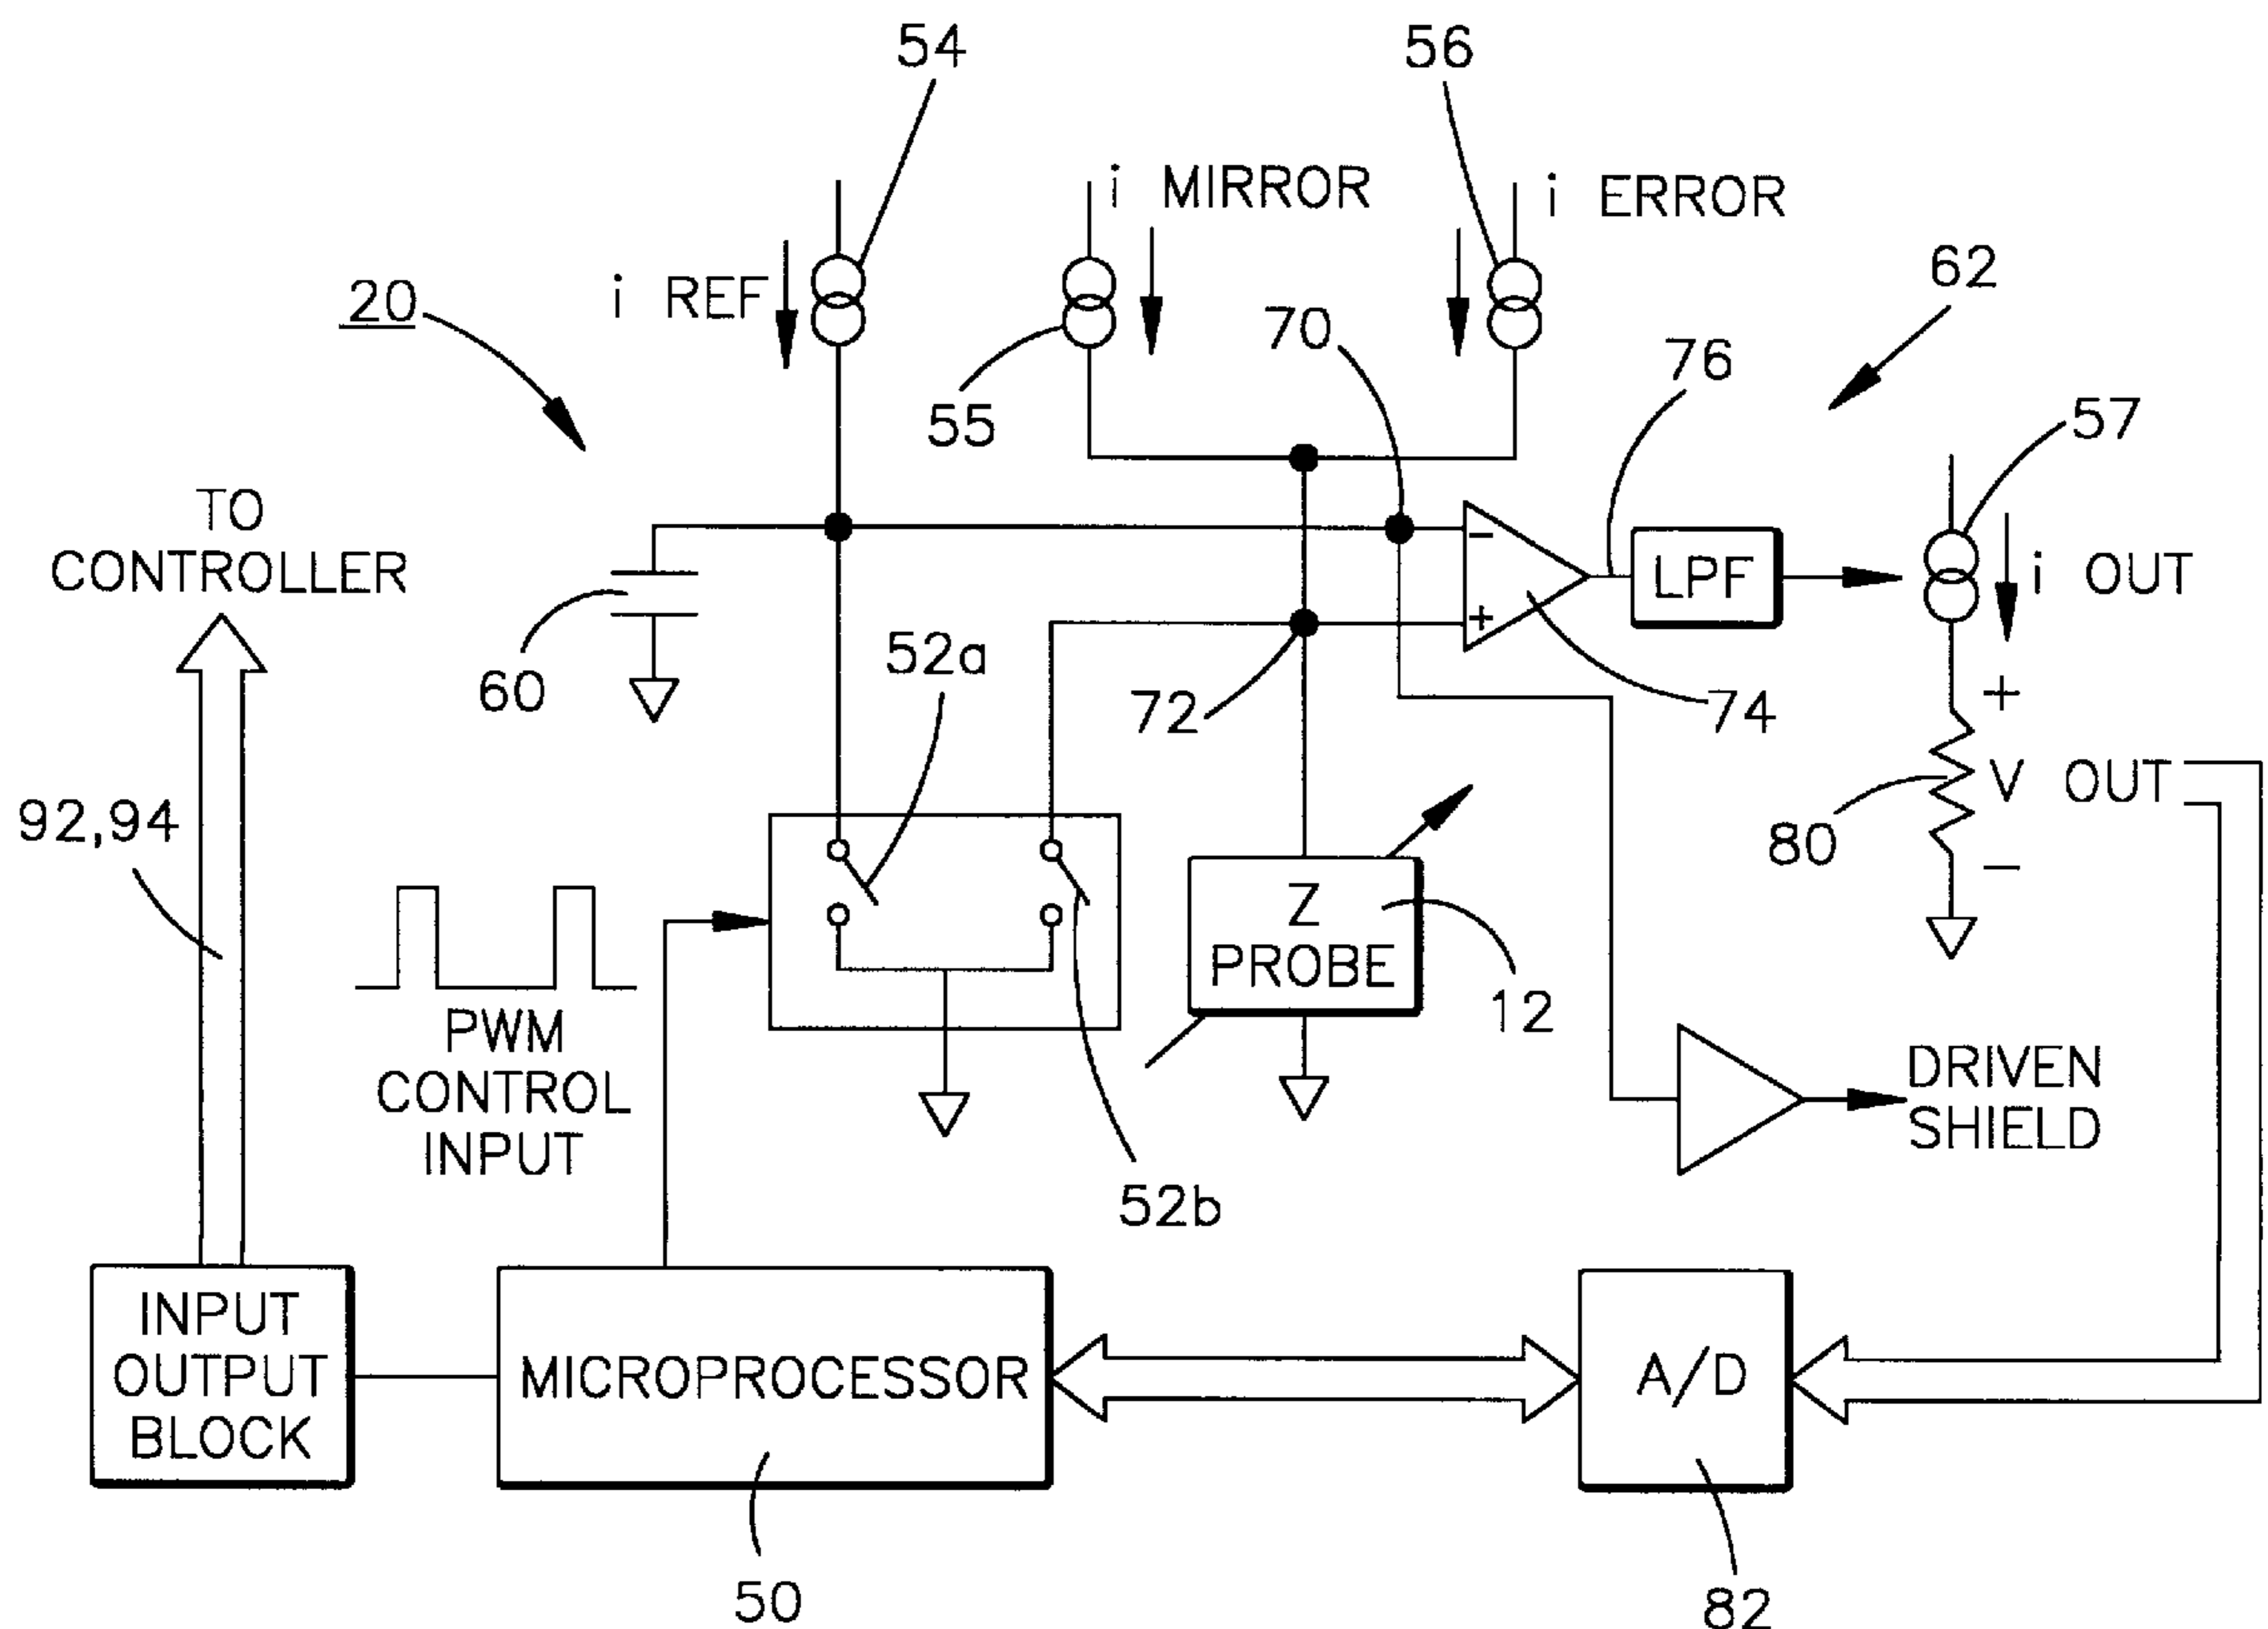 54
56
i MIRROR
i ERROR
62
20
i REF
70
76
55
57
TO
CONTROLLER
-
LPF
i OUT
+
52a
60
72
74
+
92,94
80
V OUT
-
Z
PROBE
12
PWM
CONTROL
INPUT
DRIVEN
SHIELD
52b
INPUT
OUTPUT
BLOCK
MICROPROCESSOR
A/D
50
82